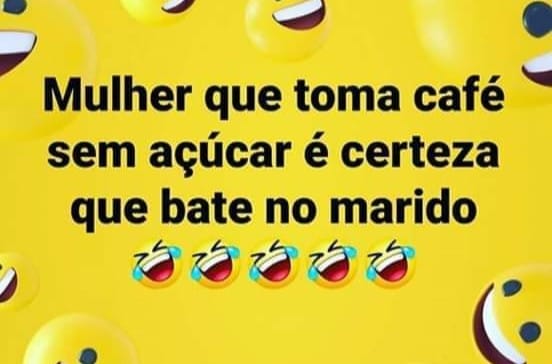 Mulher que toma café
sem açúcar é certeza
que bate no marido
🤣🤣🤣🤣🤣